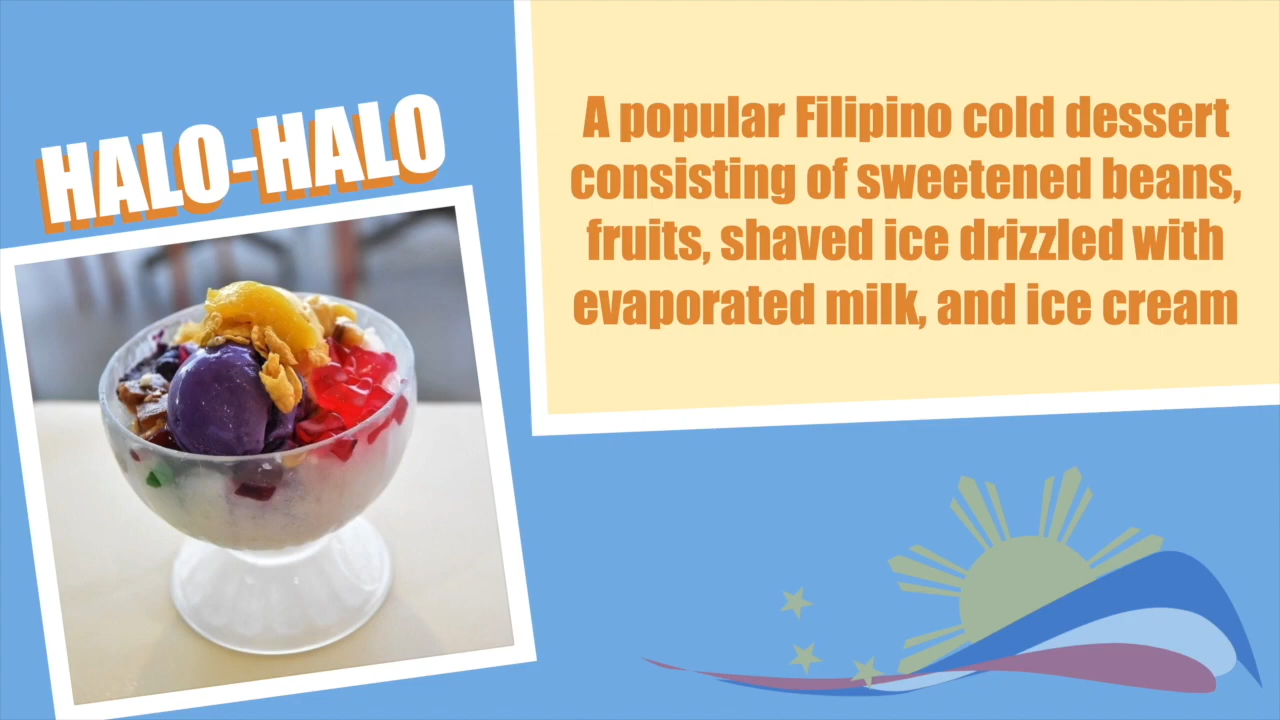 HALO-HALO
A popular Filipino cold dessert
consisting of sweetened beans,
fruits, shaved ice drizzled with
evaporated milk, and ice cream